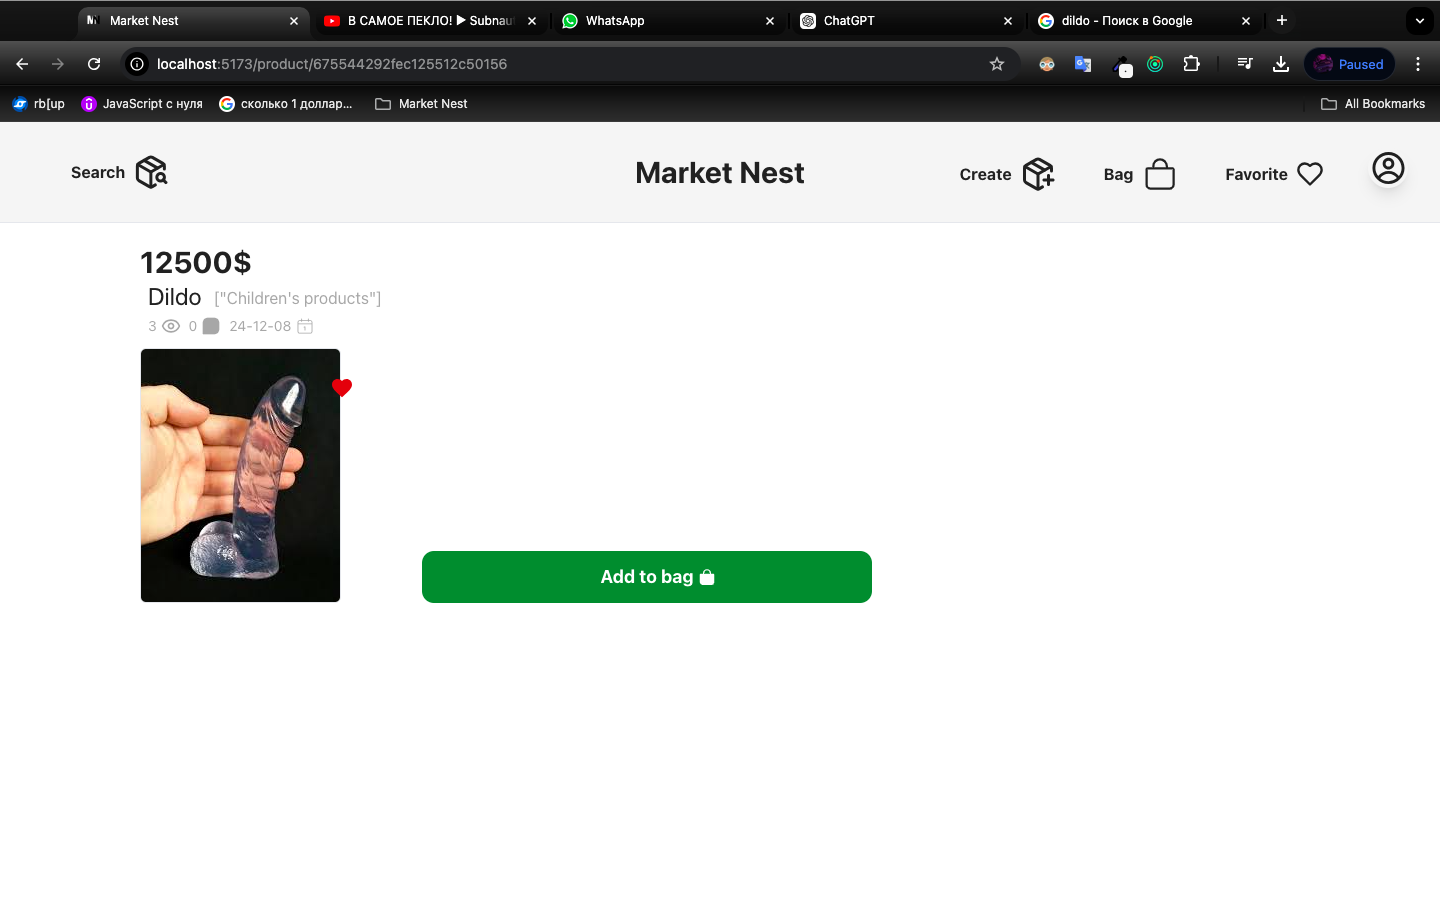 Market Nest
В САМОЕ ПЕКЛО! ▶ Subnau
WhatsApp
ChatGPT
dildo - Поиск в Google
localhost:5173/product/675544292fec125512c50156
Paused
rb[up
JavaScript с нуля
сколько 1 доллар...
Market Nest
All Bookmarks
Search
Market Nest
Create
Bag
Favorite
12500$
Dildo ["Children's products"]
3 0 24-12-08
Add to bag